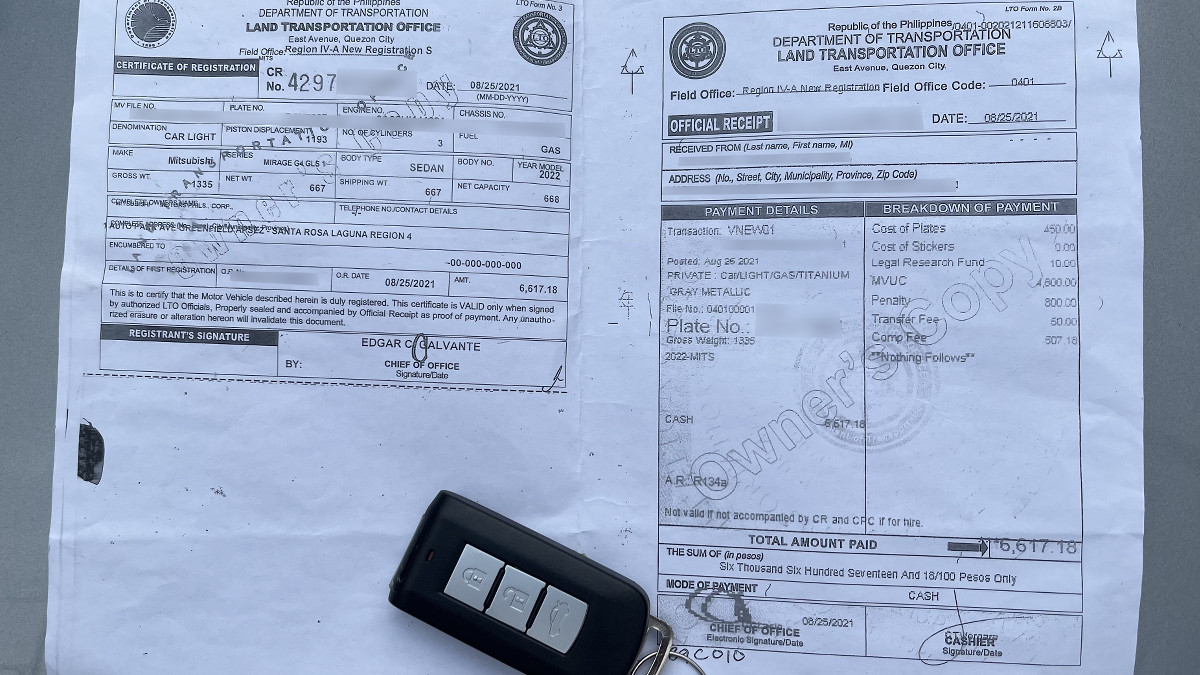 Republic of the Philippines
DEPARTMENT OF TRANSPORTATION
LAND TRANSPORTATION OFFICE
East Avenue, Quezon City
LTO Form No. 3
Field Office: Region IV-A New Registration S
CERTIFICATE OF REGISTRATION
MITS
CR No. 4297
DATE: 08/25/2021
(MM-DD-YYYY)
MV FILE NO.
PLATE NO.
ENGINE NO.
CHASSIS NO.
DENOMINATION
CAR LIGHT
PISTON DISPLACEMENT
1193
NO. OF CYLINDERS
3
FUEL
GAS
MAKE
Mitsubishi
SERIES
MIRAGE G4 GLS 1
BODY TYPE
SEDAN
BODY NO.
YEAR MODEL
2022
GROSS WT.
1335
NET WT.
667
SHIPPING WT.
667
NET CAPACITY
668
COMPLETE OWNER'S NAME
MOTORS PHILS., CORP.,
TELEPHONE NO./CONTACT DETAILS
COMPLETE ADDRESS
SANTA ROSA LAGUNA REGION 4
ENCUMBERED TO
-00-000-000-000
DETAILS OF FIRST REGISTRATION
O.R. DATE
08/25/2021
AMT.
6,617.18
This is to certify that the Motor Vehicle described herein is duly registered. This certificate is VALID only when signed
by authorized LTO Officials, Properly sealed and accompanied by Official Receipt as proof of payment. Any unautho-
rized erasure or alteration hereon will invalidate this document.
REGISTRANT'S SIGNATURE
EDGAR C. GALVANTE
BY:
CHIEF OF OFFICE
Signature/Date
LTO Form No. 2B
Republic of the Philippines
/0401-002021211606803/
DEPARTMENT OF TRANSPORTATION
LAND TRANSPORTATION OFFICE
East Avenue, Quezon City.
Field Office: Region IV-A New Registration Field Office Code: 0401
OFFICIAL RECEIPT
DATE: 08/25/2021
RECEIVED FROM (Last name, First name, MI)
ADDRESS (No., Street, City, Municipality, Province, Zip Code)
PAYMENT DETAILS
BREAKDOWN OF PAYMENT
Transaction: VNEW01
1
Posted: Aug 25 2021
PRIVATE : Car/LIGHT/GAS/TITANIUM
GRAY METALLIC
File No.: 040100001
Plate No.:
Gross Weight: 1335
2022-MITS
CASH 6,617.18
A.R.: R134a
Cost of Plates 450.00
Cost of Stickers 0.00
Legal Research Fund 10.00
MVUC 4,800.00
Penalty 800.00
Transfer Fee 50.00
Comp Fee 507.18
**Nothing Follows**
Owner's Copy
Not valid if not accompanied by CR and CPC if for hire.
TOTAL AMOUNT PAID 6,617.18
THE SUM OF (in pesos)
Six Thousand Six Hundred Seventeen And 18/100 Pesos Only
MODE OF PAYMENT
CASH
CHIEF OF OFFICE
Electronic Signature/Date
08/25/2021
CASHIER
Signature/Date